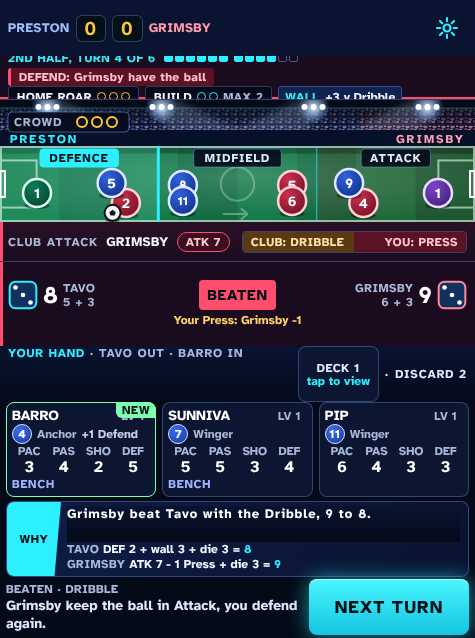 PRESTON 0 0 GRIMSBY
2ND HALF, TURN 4 OF 6
DEFEND: Grimsby have the ball
HOME ROAR BUILD MAX 2 WALL +3 v Dribble
CROWD
PRESTON GRIMSBY
DEFENCE MIDFIELD ATTACK
1 5 2 8 11 5 6 9 4 1
CLUB ATTACK GRIMSBY ATK 7 CLUB: DRIBBLE YOU: PRESS
8 TAVO 5 + 3 BEATEN GRIMSBY 6 + 3 9
Your Press: Grimsby -1
YOUR HAND · TAVO OUT · BARRO IN
DECK 1
tap to view · DISCARD 2
NEW
BARRO SUNNIVA LV 1 PIP LV 1
4 Anchor +1 Defend 7 Winger 11 Winger
PAC PAS SHO DEF PAC PAS SHO DEF PAC PAS SHO DEF
3 4 2 5 5 5 3 4 6 4 3 3
BENCH BENCH
WHY
Grimsby beat Tavo with the Dribble, 9 to 8.
TAVO DEF 2 + wall 3 + die 3 = 8
GRIMSBY ATK 7 - 1 Press + die 3 = 9
BEATEN · DRIBBLE
Grimsby keep the ball in Attack, you defend
again.
NEXT TURN